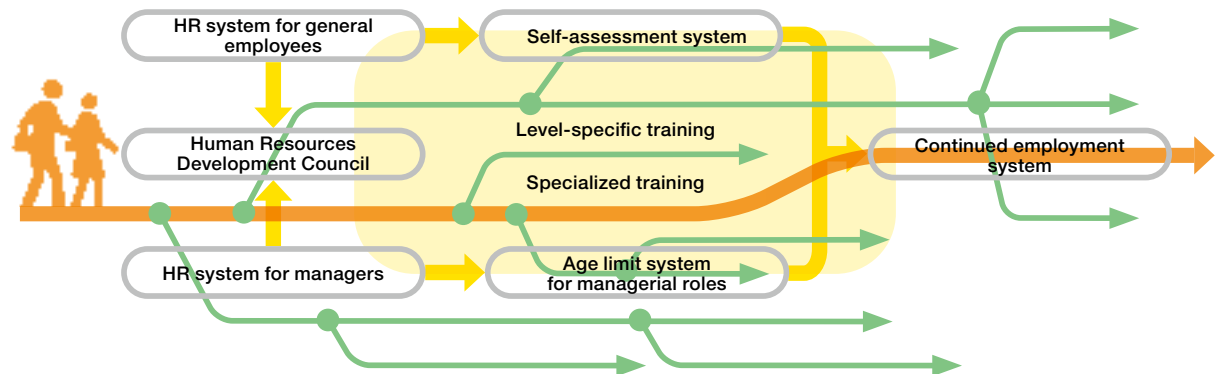 HR system for general
employees
Self-assessment system
Human Resources
Development Council
Level-specific training
Continued employment
system
Specialized training
HR system for managers
Age limit system
for managerial roles